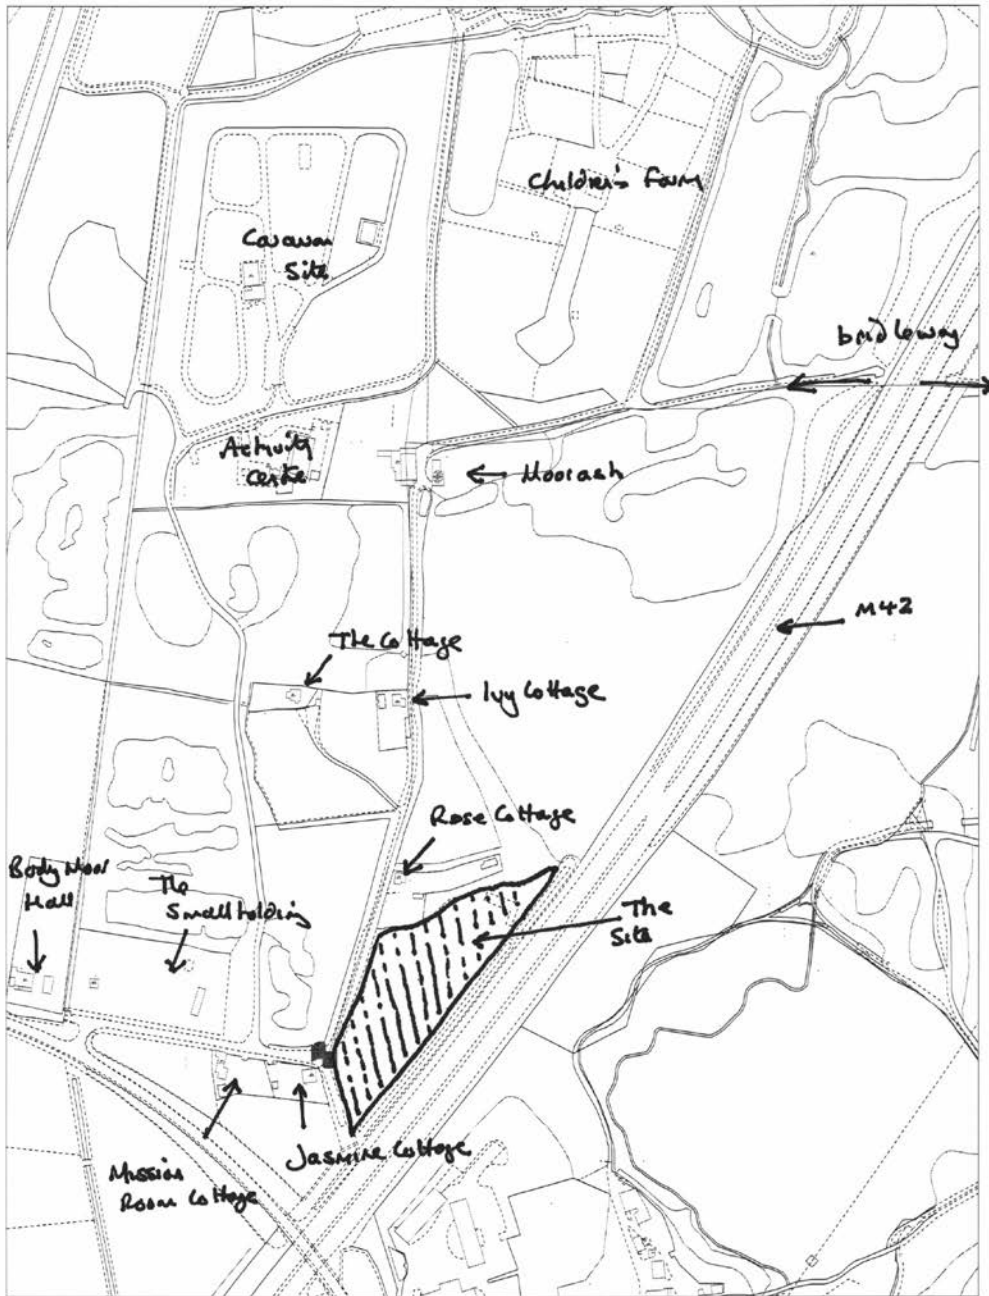 Children's Farm
Caravan
Site
bridleway
Activity
centre
Moorash
M42
The Cottage
Ivy Cottage
Rose Cottage
Body Moor
Hall
The
Smallholding
The
Site
Jasmine Cottage
Mission
Room Cottage